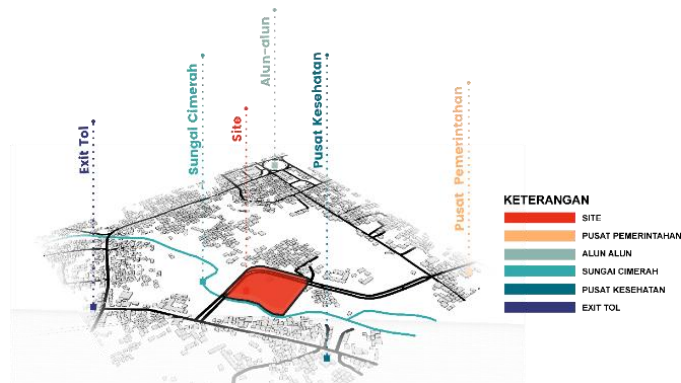 Exit Tol
Sungai Cimerah
Site
Alun-alun
Pusat Kesehatan
Pusat Pemerintahan
KETERANGAN
SITE
PUSAT PEMERINTAHAN
ALUN ALUN
SUNGAI CIMERAH
PUSAT KESEHATAN
EXIT TOL